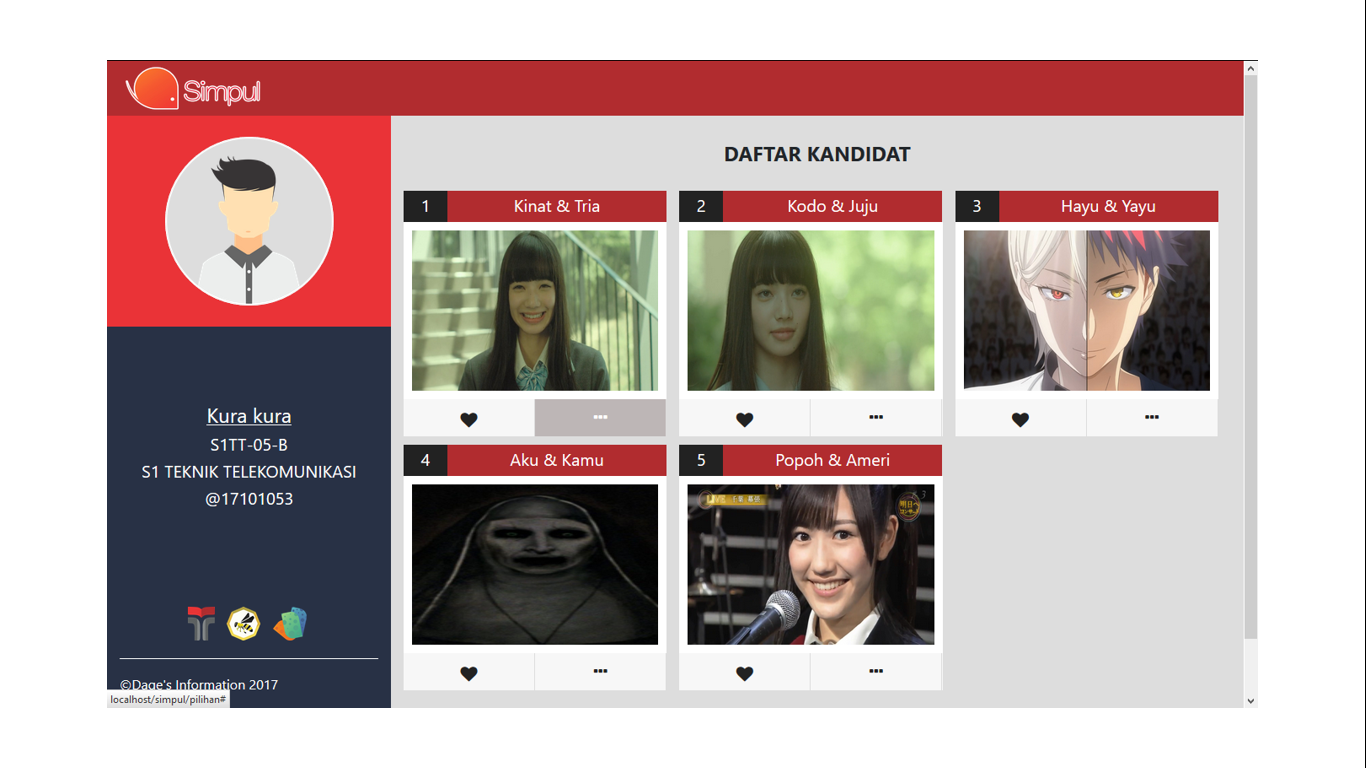 Simpul
DAFTAR KANDIDAT
1 Kinat & Tria
2 Kodo & Juju
3 Hayu & Yayu
4 Aku & Kamu
5 Popoh & Ameri
Kura kura
S1TT-05-B
S1 TEKNIK TELEKOMUNIKASI
@17101053
©Dage's Information 2017
localhost/simpul/pilihan#